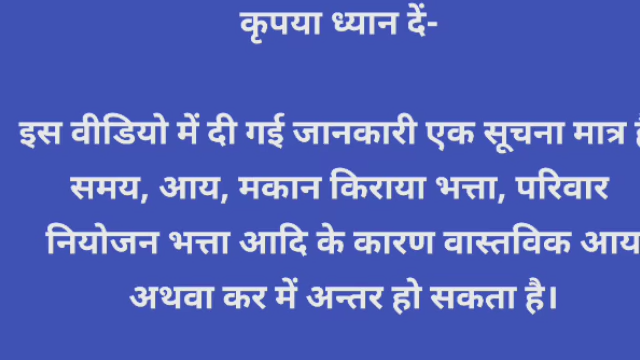 कृपया ध्यान दें-
इस वीडियो में दी गई जानकारी एक सूचना मात्र
समय, आय, मकान किराया भत्ता, परिवार
नियोजन भत्ता आदि के कारण वास्तविक आय
अथवा कर में अन्तर हो सकता है।